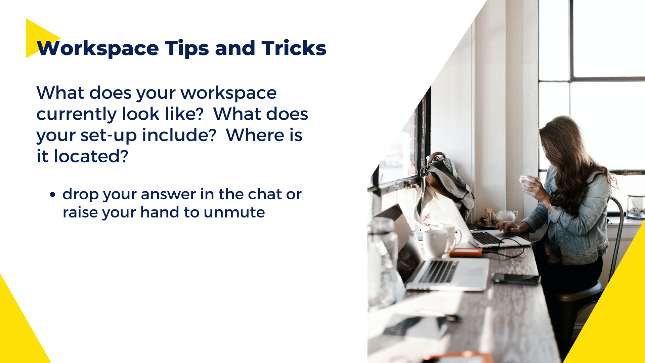 Workspace Tips and Tricks
What does your workspace
currently look like? What does
your set-up include? Where is
it located?
• drop your answer in the chat or
raise your hand to unmute